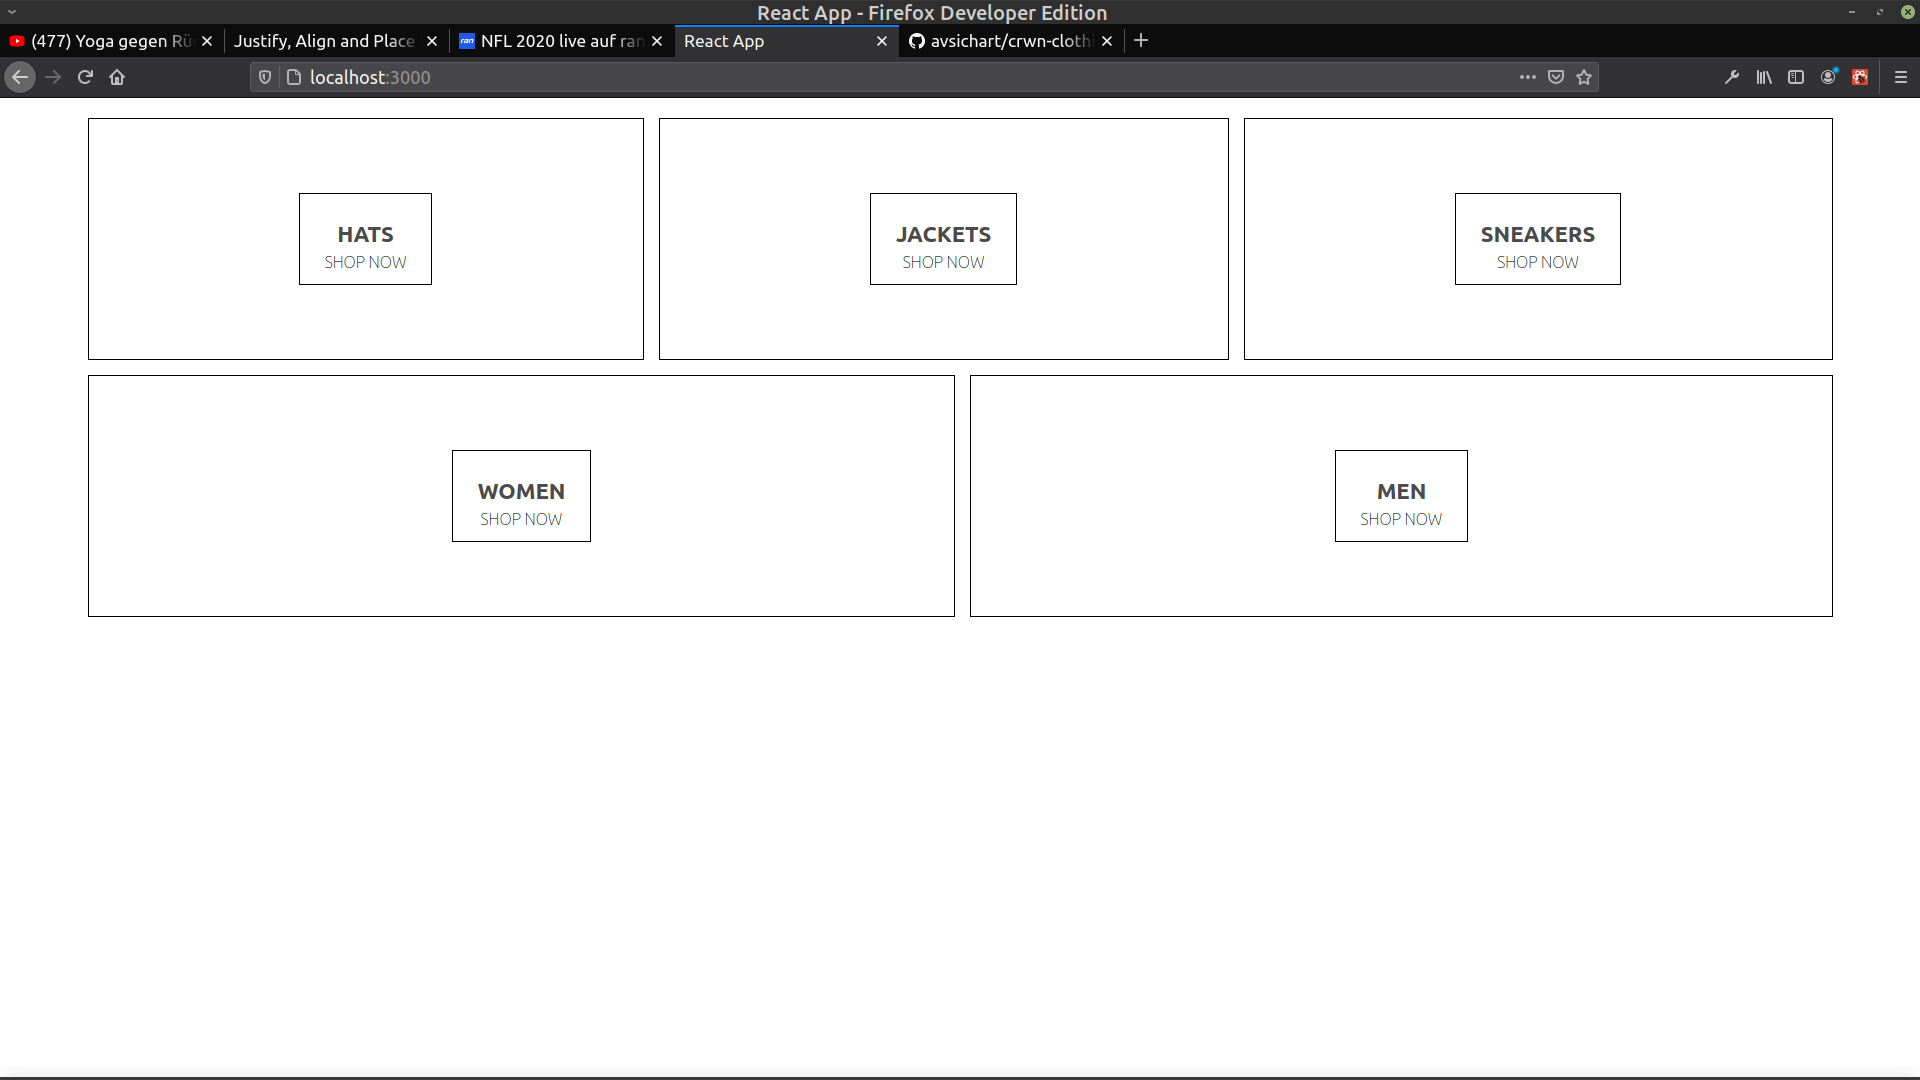 React App - Firefox Developer Edition
(477) Yoga gegen Rü
Justify, Align and Place
ran NFL 2020 live auf ran
React App
avsichart/crwn-clothi
localhost:3000
HATS
SHOP NOW
JACKETS
SHOP NOW
SNEAKERS
SHOP NOW
WOMEN
SHOP NOW
MEN
SHOP NOW